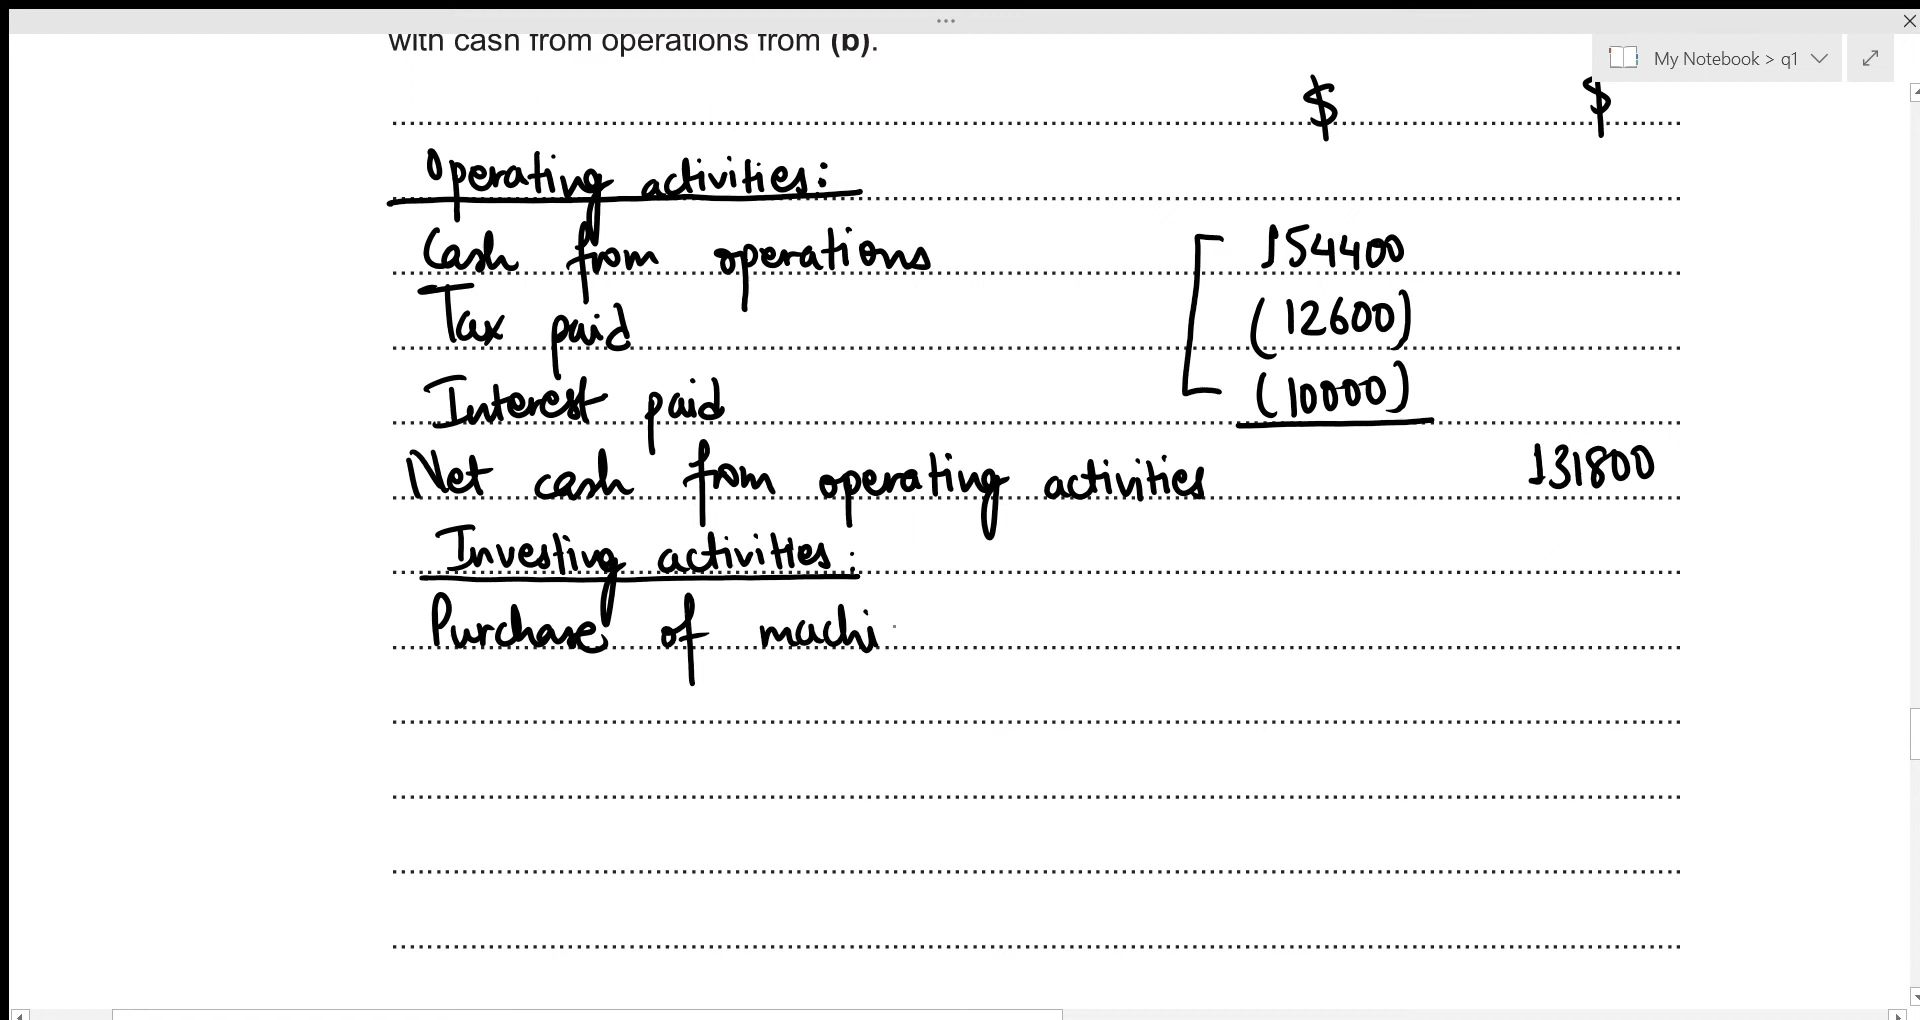 ...
with cash from operations from (b).
My Notebook > q1
$ $
Operating activities:
Cash from operations 154400
Tax paid (12600)
Interest paid (10000)
Net cash from operating activities 131800
Investing activities:
Purchase of machi